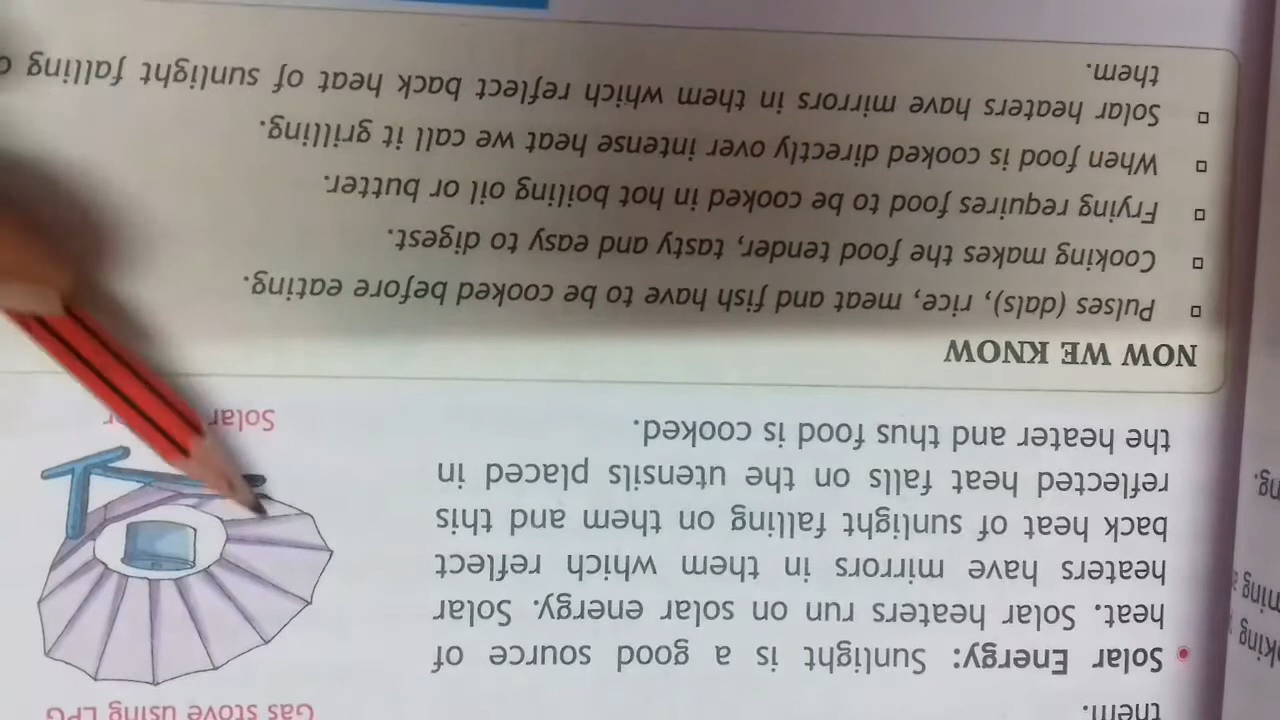 them.
Solar Energy: Sunlight is a good source of
heat. Solar heaters run on solar energy. Solar
heaters have mirrors in them which reflect
back heat of sunlight falling on them and this
reflected heat falls on the utensils placed in
the heater and thus food is cooked.
Gas stove using LPG
Solar
NOW WE KNOW
Pulses (dals), rice, meat and fish have to be cooked before eating.
Cooking makes the food tender, tasty and easy to digest.
Frying requires food to be cooked in hot boiling oil or butter.
When food is cooked directly over intense heat we call it grilling.
Solar heaters have mirrors in them which reflect back heat of sunlight falling
them.